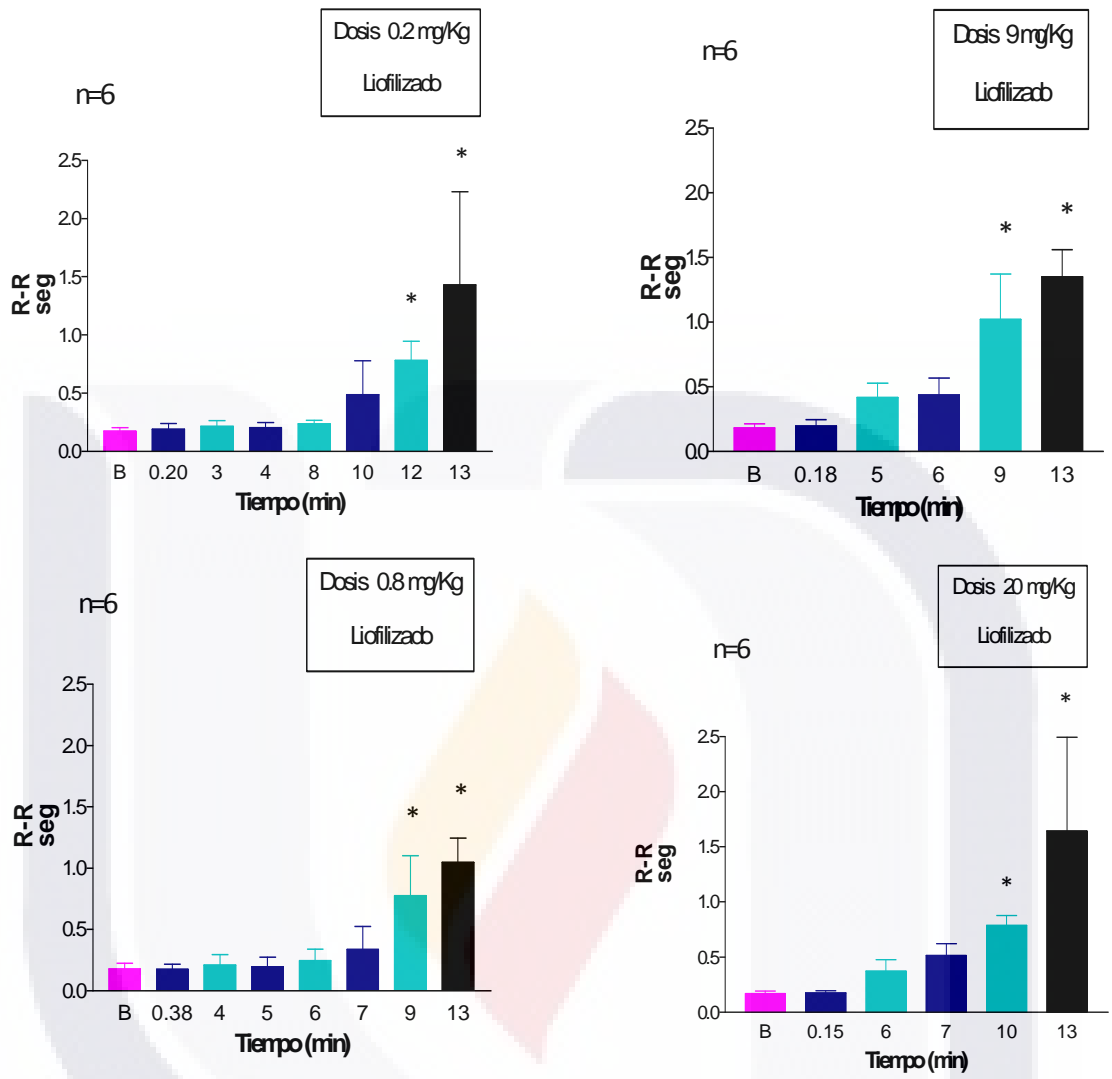 Dosis 0.2 mg/Kg
Liofilizado
n=6
*
*
2.5
2.0
1.5
1.0
0.5
0.0
R-R
seg
B 0.20 3 4 8 10 12 13
Tiempo (min)
Dosis 9 mg/Kg
Liofilizado
n=6
*
*
2.5
2.0
1.5
1.0
0.5
0.0
R-R
seg
B 0.18 5 6 9 13
Tiempo (min)
Dosis 0.8 mg/Kg
Liofilizado
n=6
*
*
2.5
2.0
1.5
1.0
0.5
0.0
R-R
seg
B 0.38 4 5 6 7 9 13
Tiempo (min)
Dosis 20 mg/Kg
Liofilizado
n=6
*
*
2.5
2.0
1.5
1.0
0.5
0.0
R-R
seg
B 0.15 6 7 10 13
Tiempo (min)